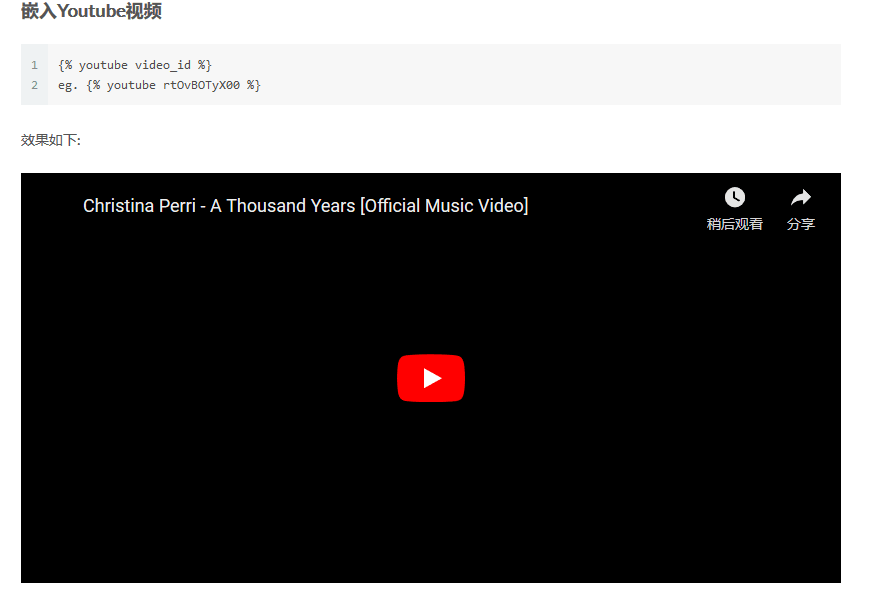 嵌入Youtube视频
1 {% youtube video_id %}
2 eg. {% youtube rtOvBOTyX00 %}
效果如下:
Christina Perri - A Thousand Years [Official Music Video]
稍后观看 分享